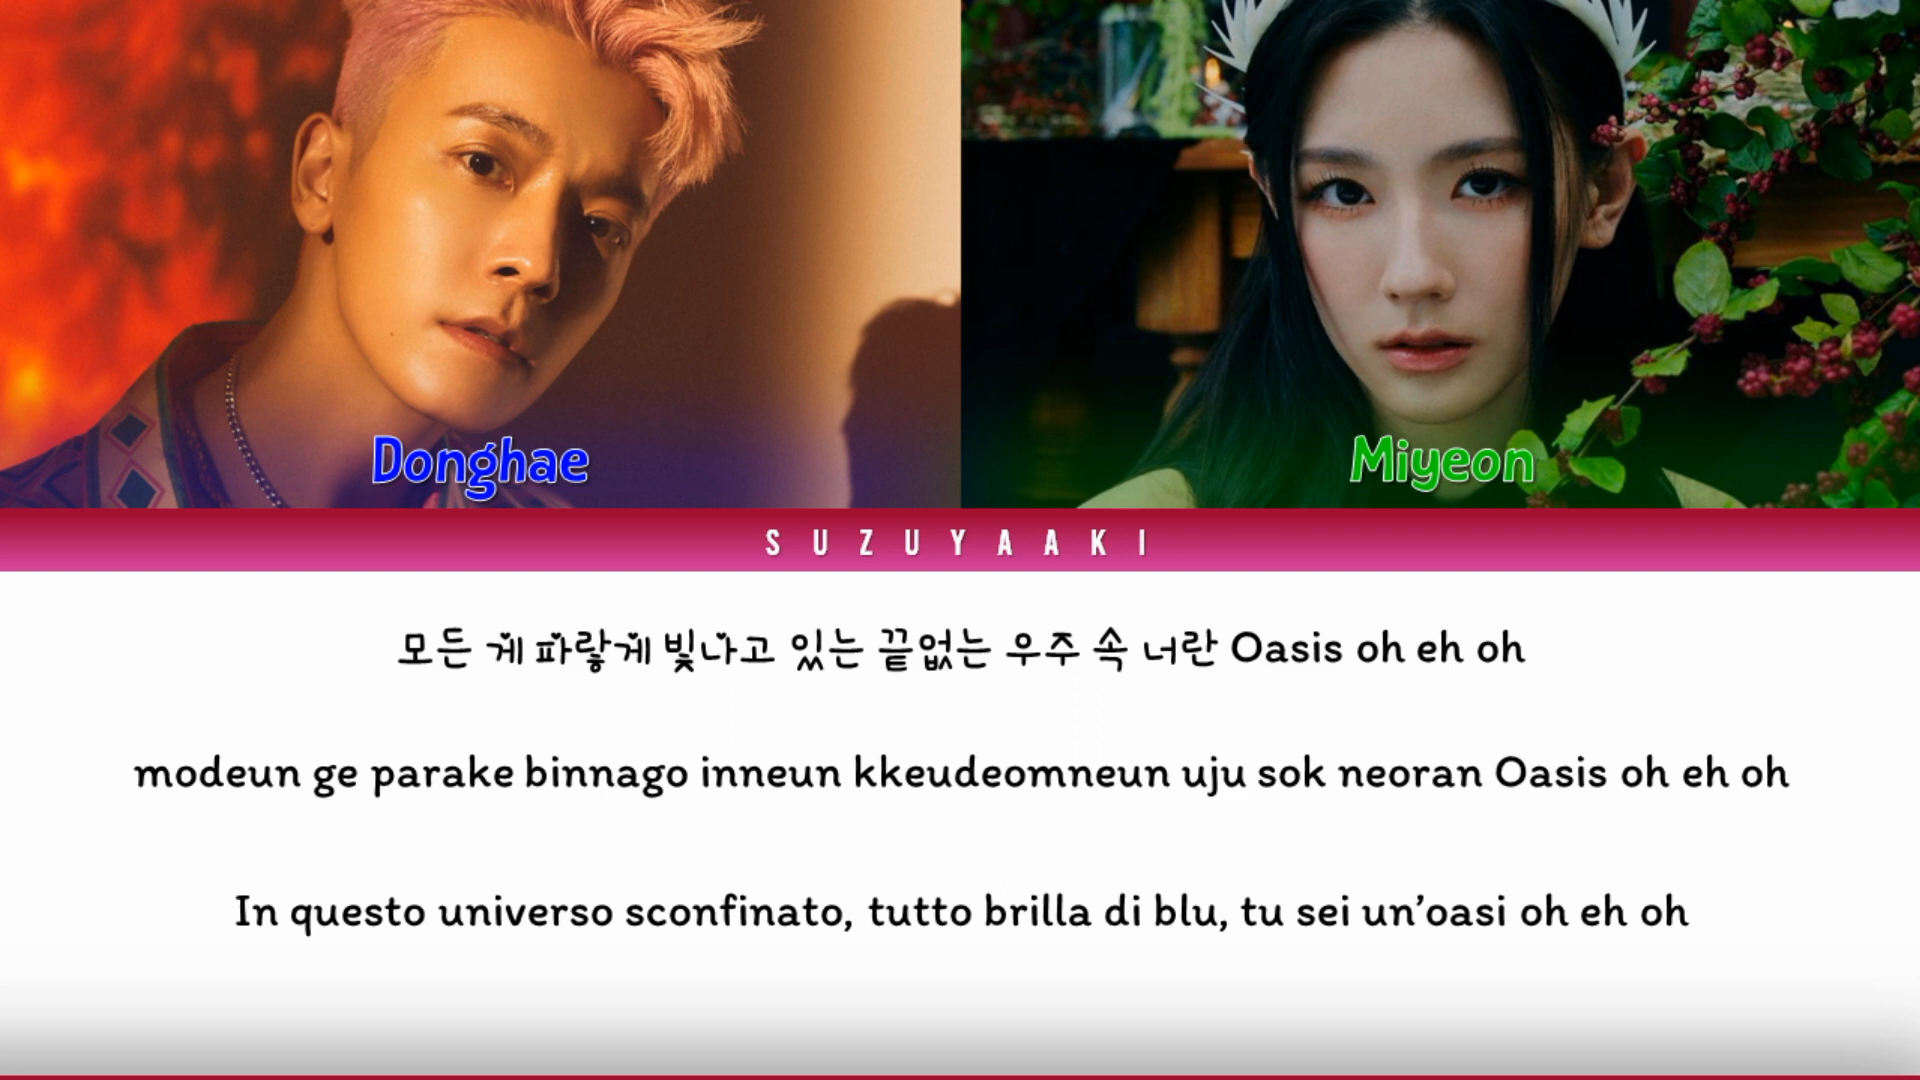 Donghae
Miyeon
SUZUYAAKI
모든 게 파랗게 빛나고 있는 끝없는 우주 속 너란 Oasis oh eh oh
modeun ge parake binnago inneun kkeudeomneun uju sok neoran Oasis oh eh oh
In questo universo sconfinato, tutto brilla di blu, tu sei un’oasi oh eh oh